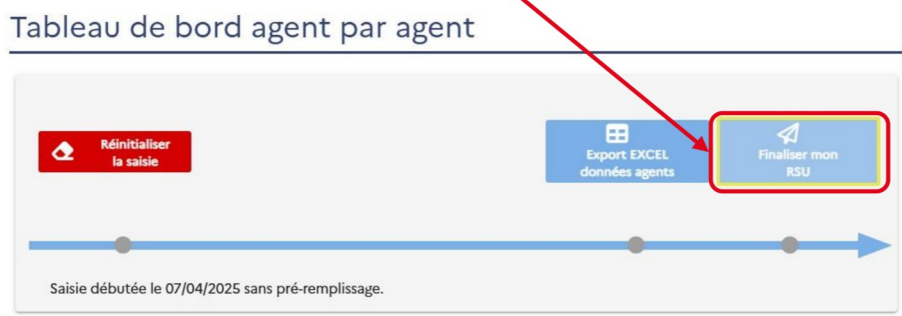 Tableau de bord agent par agent
Réinitialiser
la saisie
Export EXCEL
données agents
Finaliser mon
RSU
Saisie débutée le 07/04/2025 sans pré-remplissage.